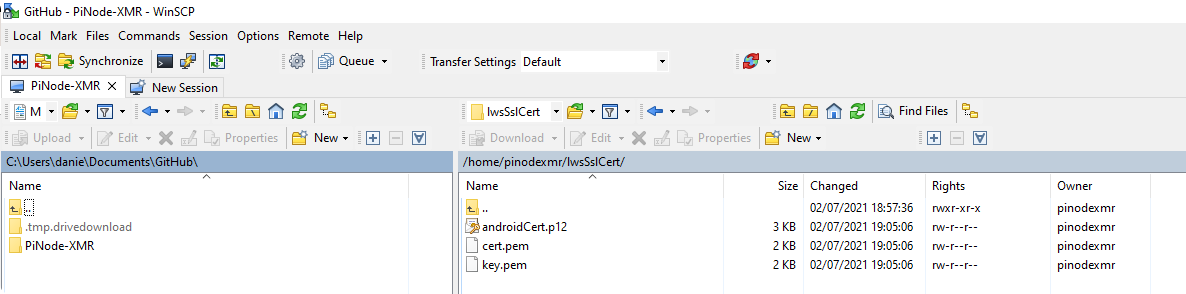 GitHub - PiNode-XMR - WinSCP
Local Mark Files Commands Session Options Remote Help
Synchronize Queue Transfer Settings Default
PiNode-XMR New Session
M lwsSslCert Find Files
Upload Edit Properties New Download Edit Properties New
C:\Users\danie\Documents\GitHub\ /home/pinodexmr/lwsSslCert/
Name Name Size Changed Rights Owner
.. .. 02/07/2021 18:57:36 rwxr-xr-x pinodexmr
.tmp.drivedownload androidCert.p12 3 KB 02/07/2021 19:05:06 rw-r--r-- pinodexmr
PiNode-XMR cert.pem 2 KB 02/07/2021 19:05:06 rw-r--r-- pinodexmr
key.pem 2 KB 02/07/2021 19:05:06 rw-r--r-- pinodexmr